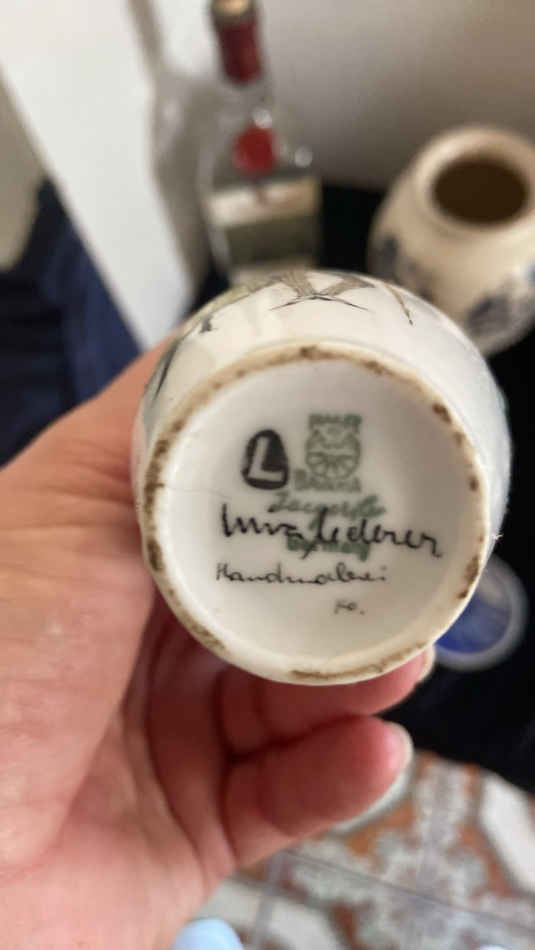 L
BAVARIA
Jaeger & Co
Lederer
Germany
Handmalerei